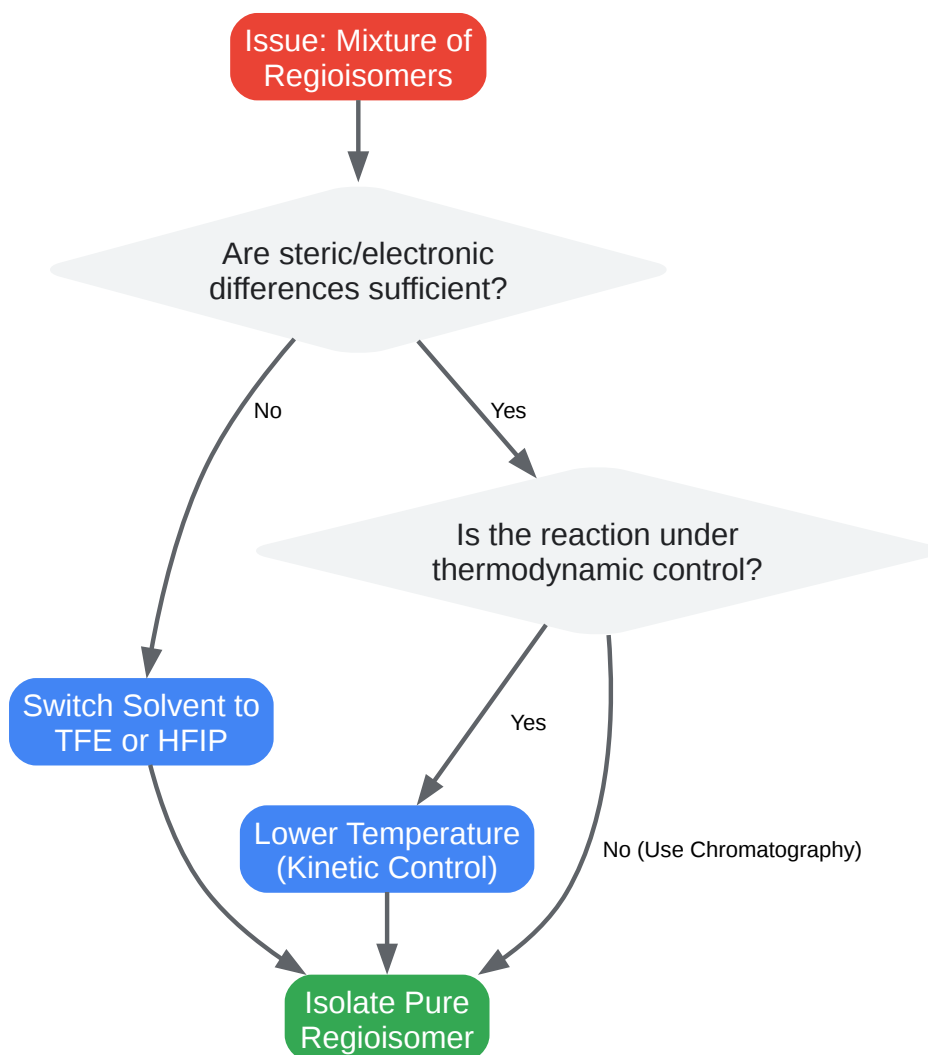 Issue: Mixture of
Regioisomers
Are steric/electronic
differences sufficient?
No
Yes
Is the reaction under
thermodynamic control?
Switch Solvent to
TFE or HFIP
Yes
Lower Temperature
(Kinetic Control)
No (Use Chromatography)
Isolate Pure
Regioisomer